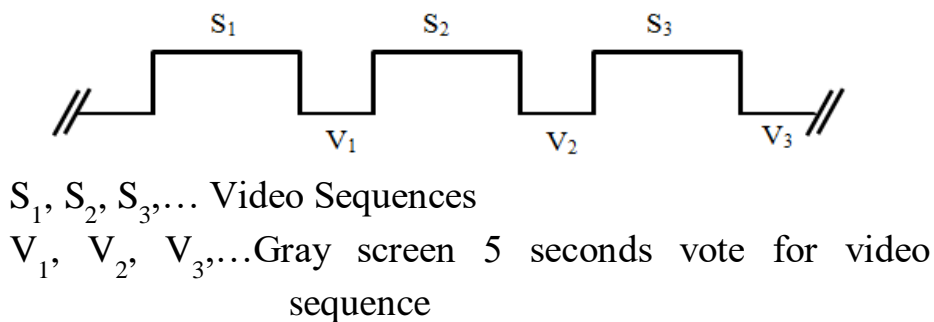 S₁ S₂ S₃
V₁ V₂ V₃
S₁, S₂, S₃,… Video Sequences
V₁, V₂, V₃,…Gray screen 5 seconds vote for video
sequence